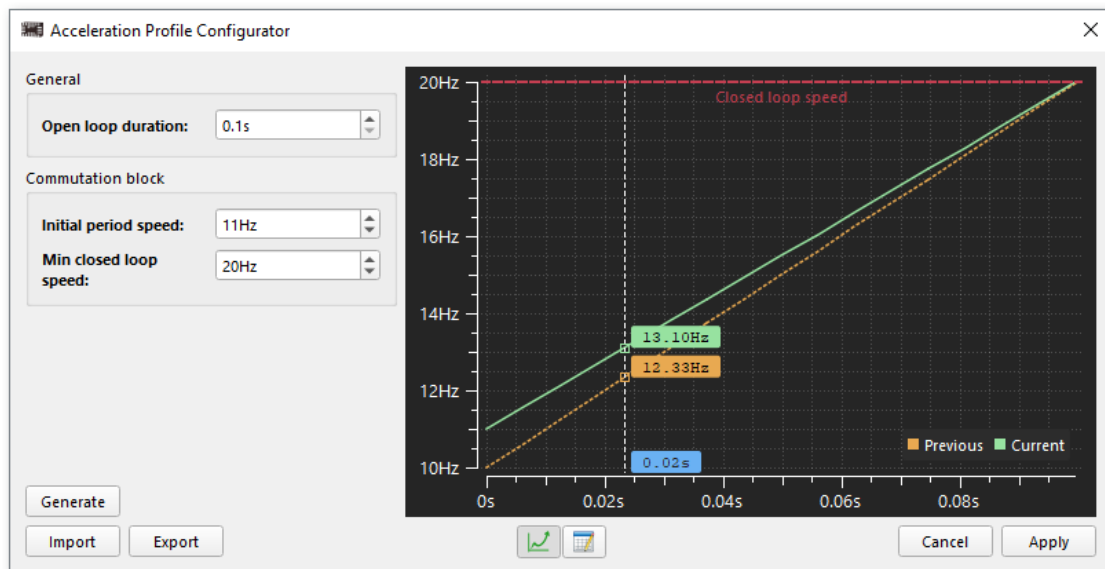 Acceleration Profile Configurator
General
Open loop duration:
0.1s
Commutation block
Initial period speed:
11Hz
Min closed loop
speed:
20Hz
Generate
Import
Export
20Hz
18Hz
16Hz
14Hz
12Hz
10Hz
Closed loop speed
13.10Hz
12.33Hz
0.02s
Previous
Current
0s
0.02s
0.04s
0.06s
0.08s
Cancel
Apply